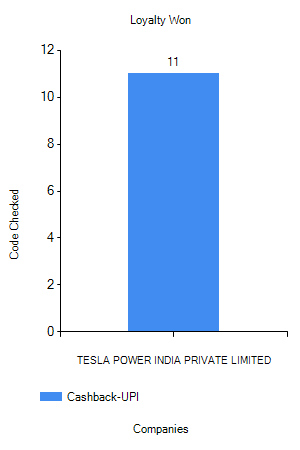 Loyalty Won
12
11
10
8
6
4
2
0
Code Checked
TESLA POWER INDIA PRIVATE LIMITED
Cashback-UPI
Companies